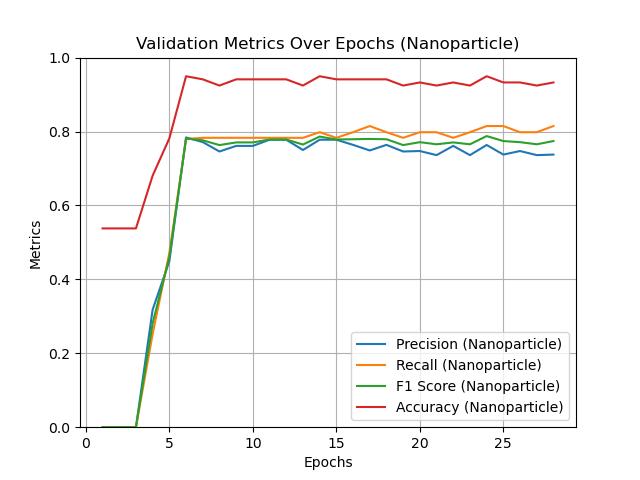 Validation Metrics Over Epochs (Nanoparticle)
1.0
0.8
0.6
0.4
0.2
0.0
Metrics
0 5 10 15 20 25
Epochs
Precision (Nanoparticle)
Recall (Nanoparticle)
F1 Score (Nanoparticle)
Accuracy (Nanoparticle)